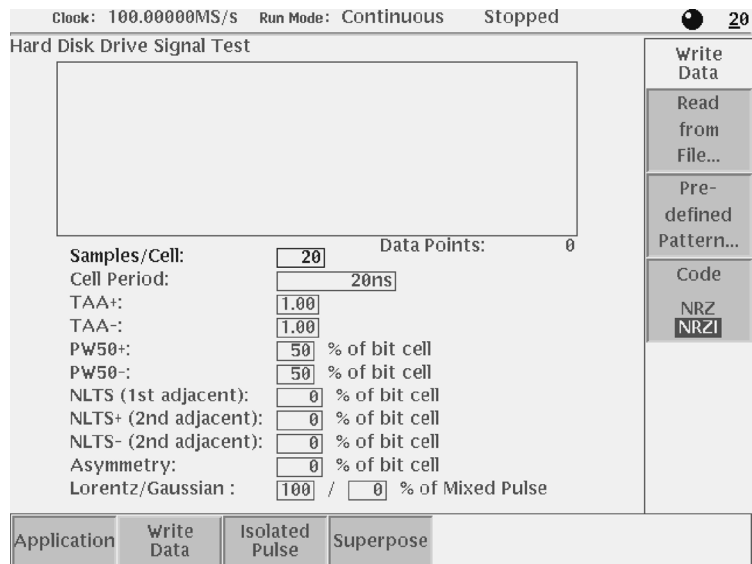 Clock: 100.00000MS/s Run Mode: Continuous Stopped 20
Hard Disk Drive Signal Test
Write
Data
Read
from
File...
Pre-
defined
Pattern...
Code
NRZ
NRZI
Data Points: 0
Samples/Cell: 20
Cell Period: 20ns
TAA+: 1.00
TAA-: 1.00
PW50+: 50 % of bit cell
PW50-: 50 % of bit cell
NLTS (1st adjacent): 0 % of bit cell
NLTS+ (2nd adjacent): 0 % of bit cell
NLTS- (2nd adjacent): 0 % of bit cell
Asymmetry: 0 % of bit cell
Lorentz/Gaussian : 100 / 0 % of Mixed Pulse
Application
Write
Data
Isolated
Pulse
Superpose